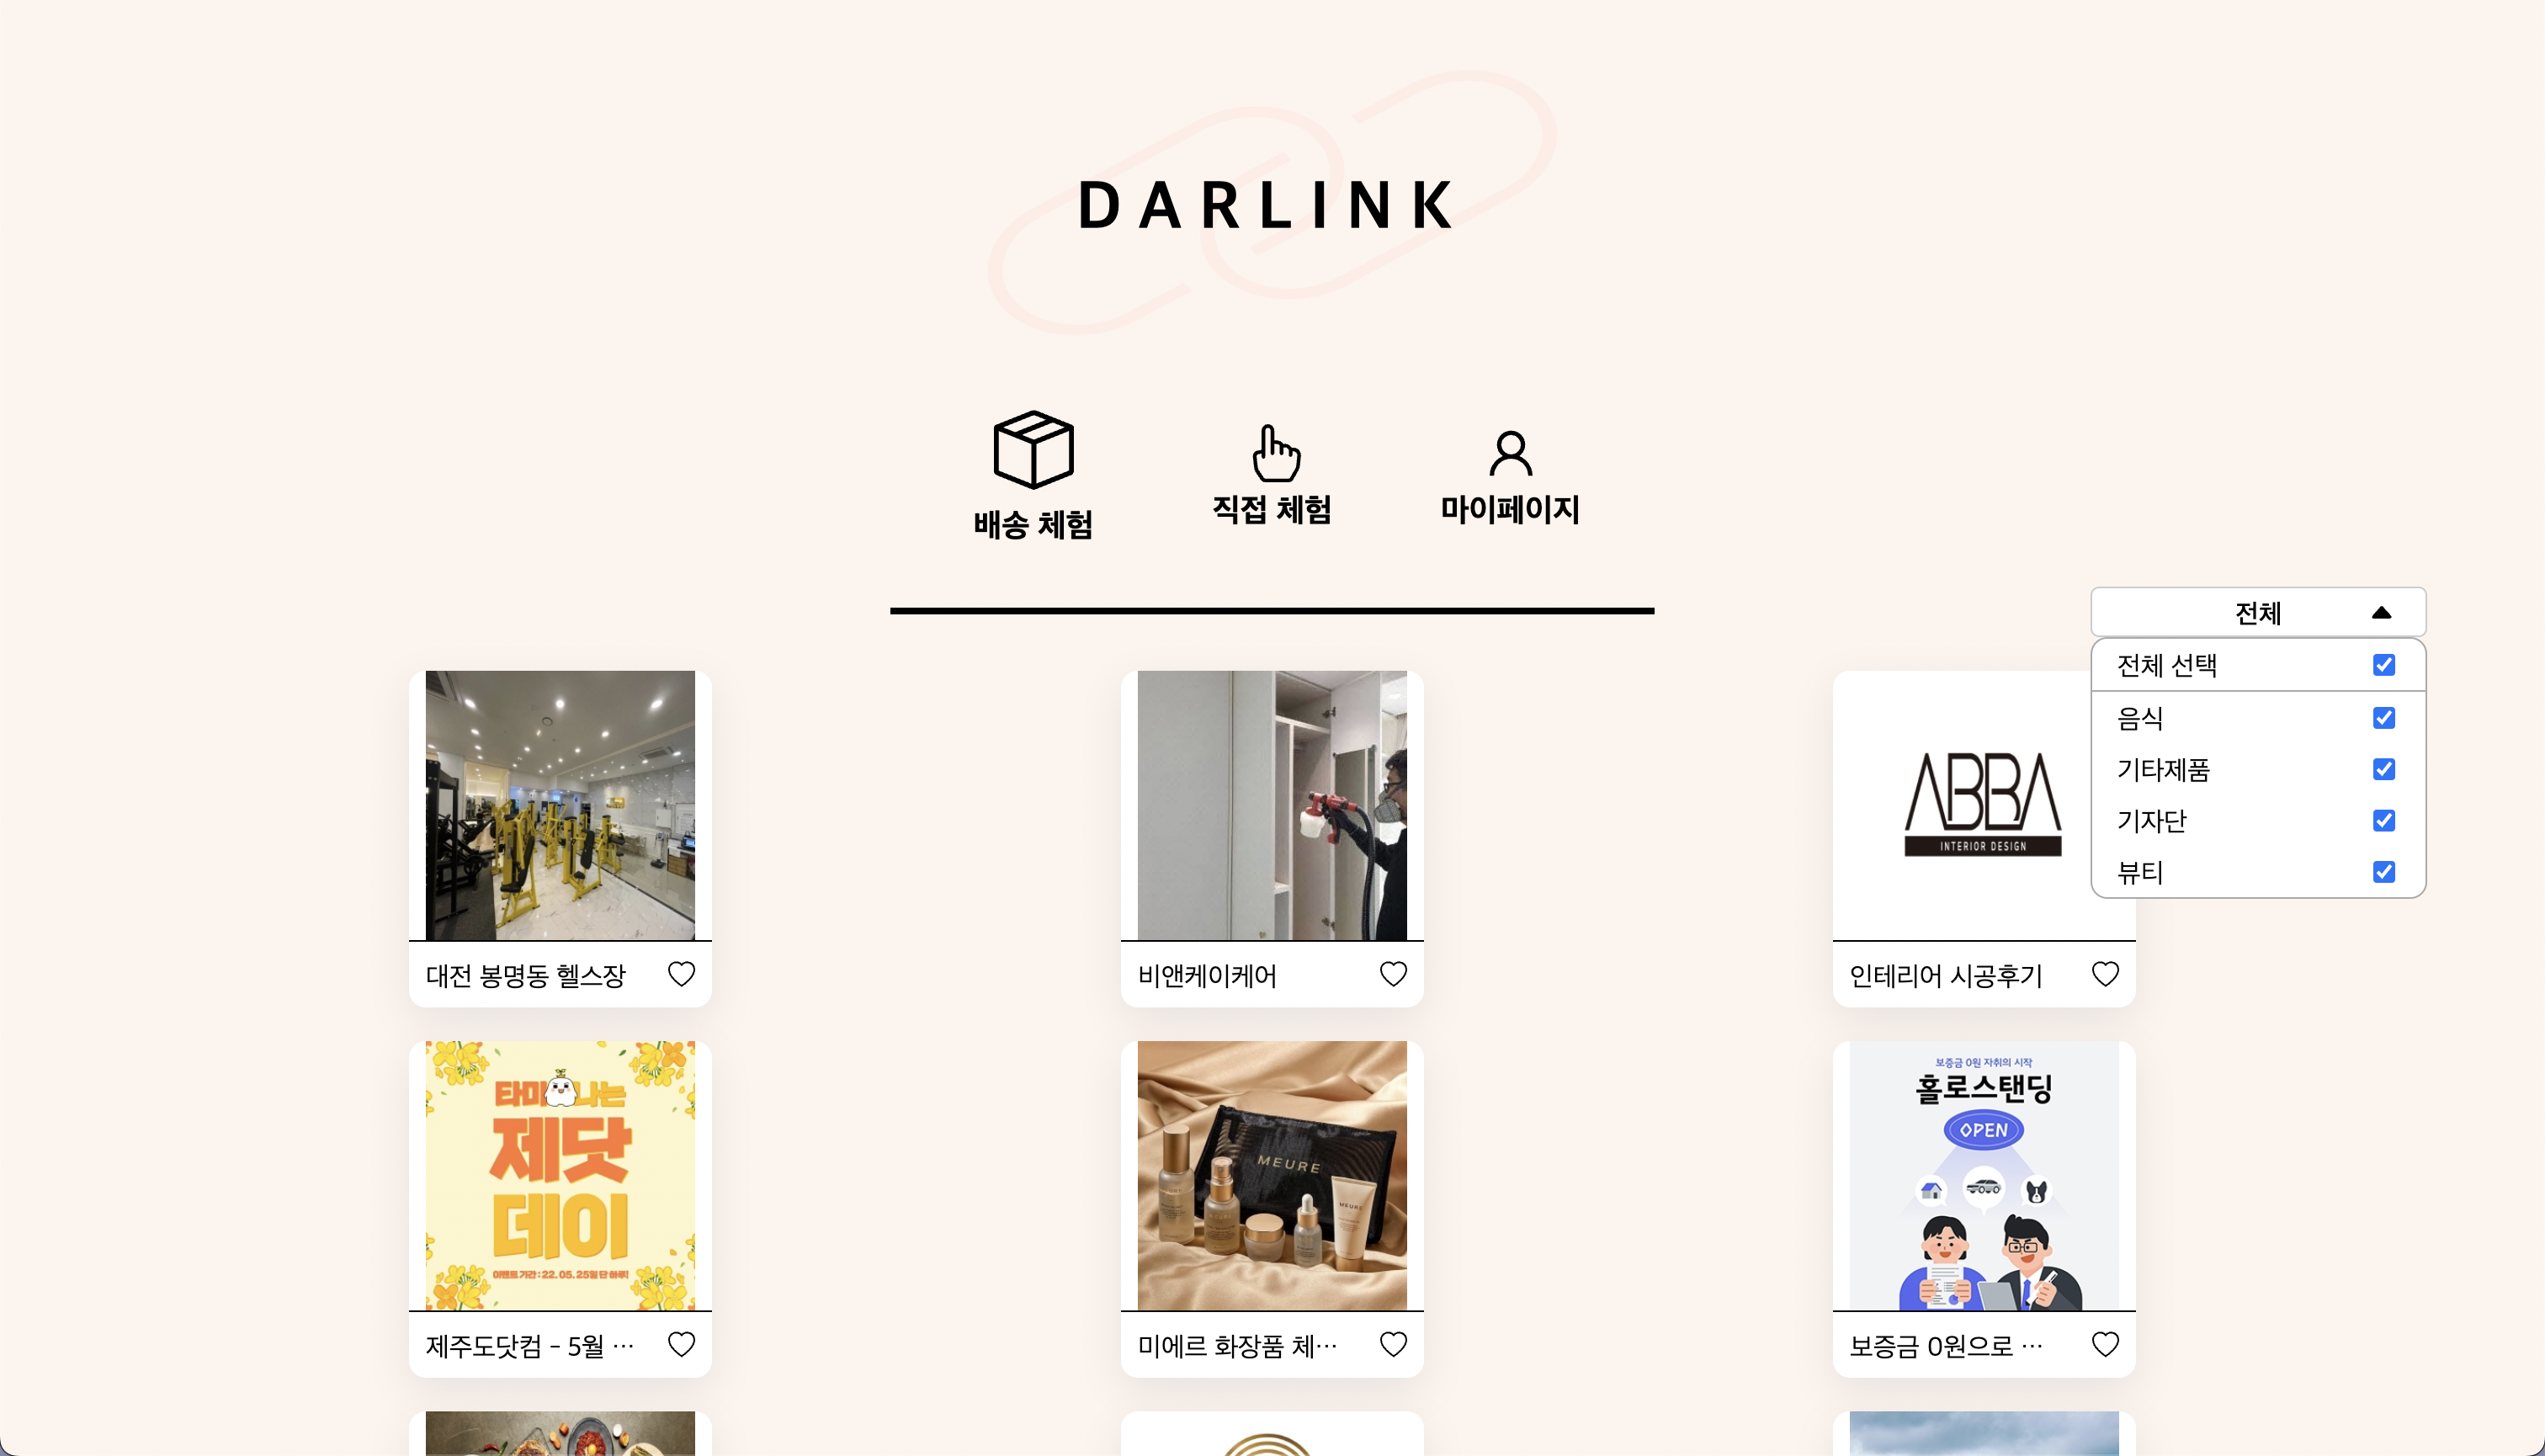 DARLINK
배송 체험
직접 체험
마이페이지
전체
전체 선택
음식
기타제품
기자단
뷰티
ABBA
INTERIOR DESIGN
대전 봉명동 헬스장
비앤케이케어
인테리어 시공후기
제닷
데이
이벤트 기간 : 22. 05. 25일 단 하루!
MEURE
MEURE
보증금 0원 자취의 시작
홀로스탠딩
OPEN
제주도닷컴 - 5월 ···
미에르 화장품 체···
보증금 0원으로 ···